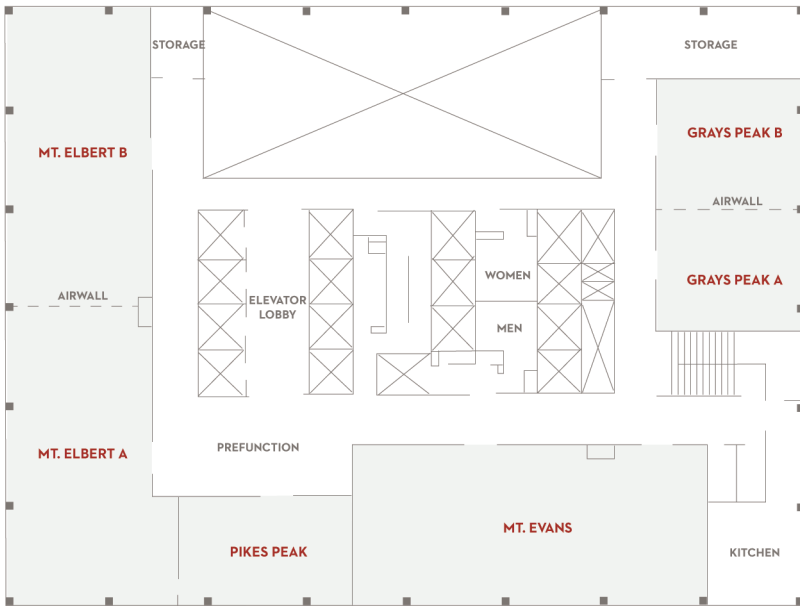 STORAGE
STORAGE
MT. ELBERT B
GRAYS PEAK B
AIRWALL
GRAYS PEAK A
WOMEN
AIRWALL
ELEVATOR
LOBBY
MEN
PREFUNCTION
MT. ELBERT A
MT. EVANS
PIKES PEAK
KITCHEN